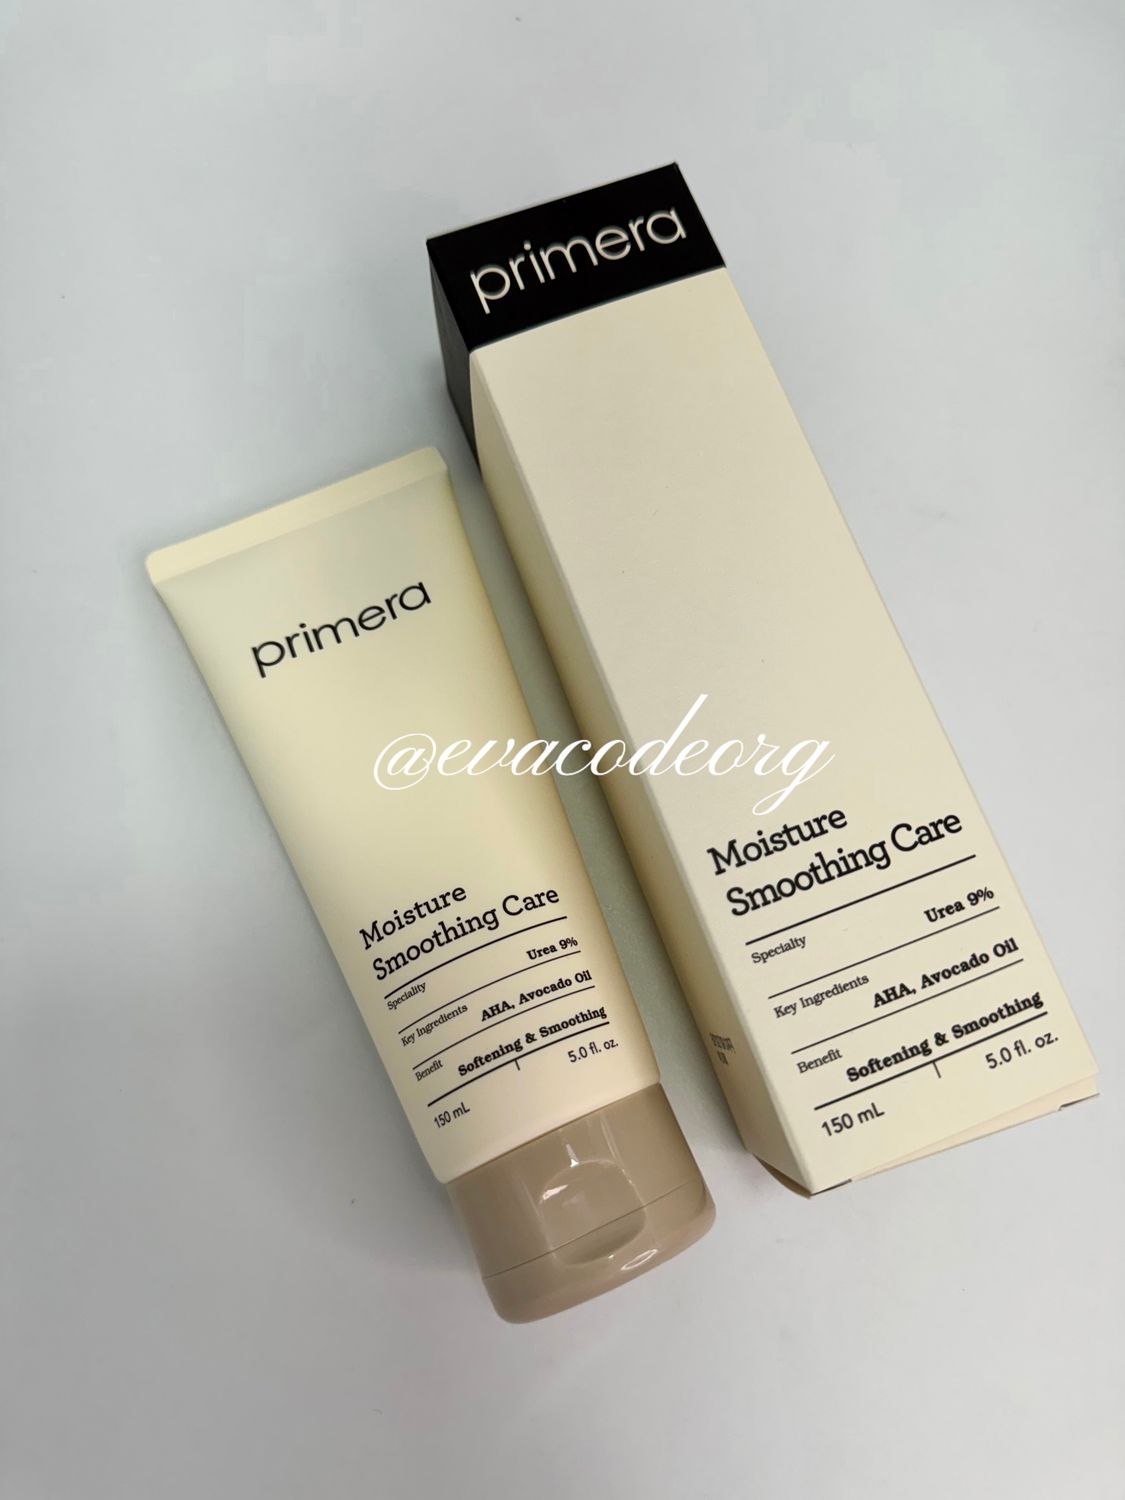 primera
primera
@evacodeorg
Moisture
Smoothing Care
Specialty Urea 9%
Key Ingredients AHA, Avocado Oil
Benefit Softening & Smoothing
150 mL 5.0 fl. oz.
Moisture
Smoothing Care
Specialty Urea 9%
Key Ingredients AHA, Avocado Oil
Benefit Softening & Smoothing
150 mL 5.0 fl. oz.